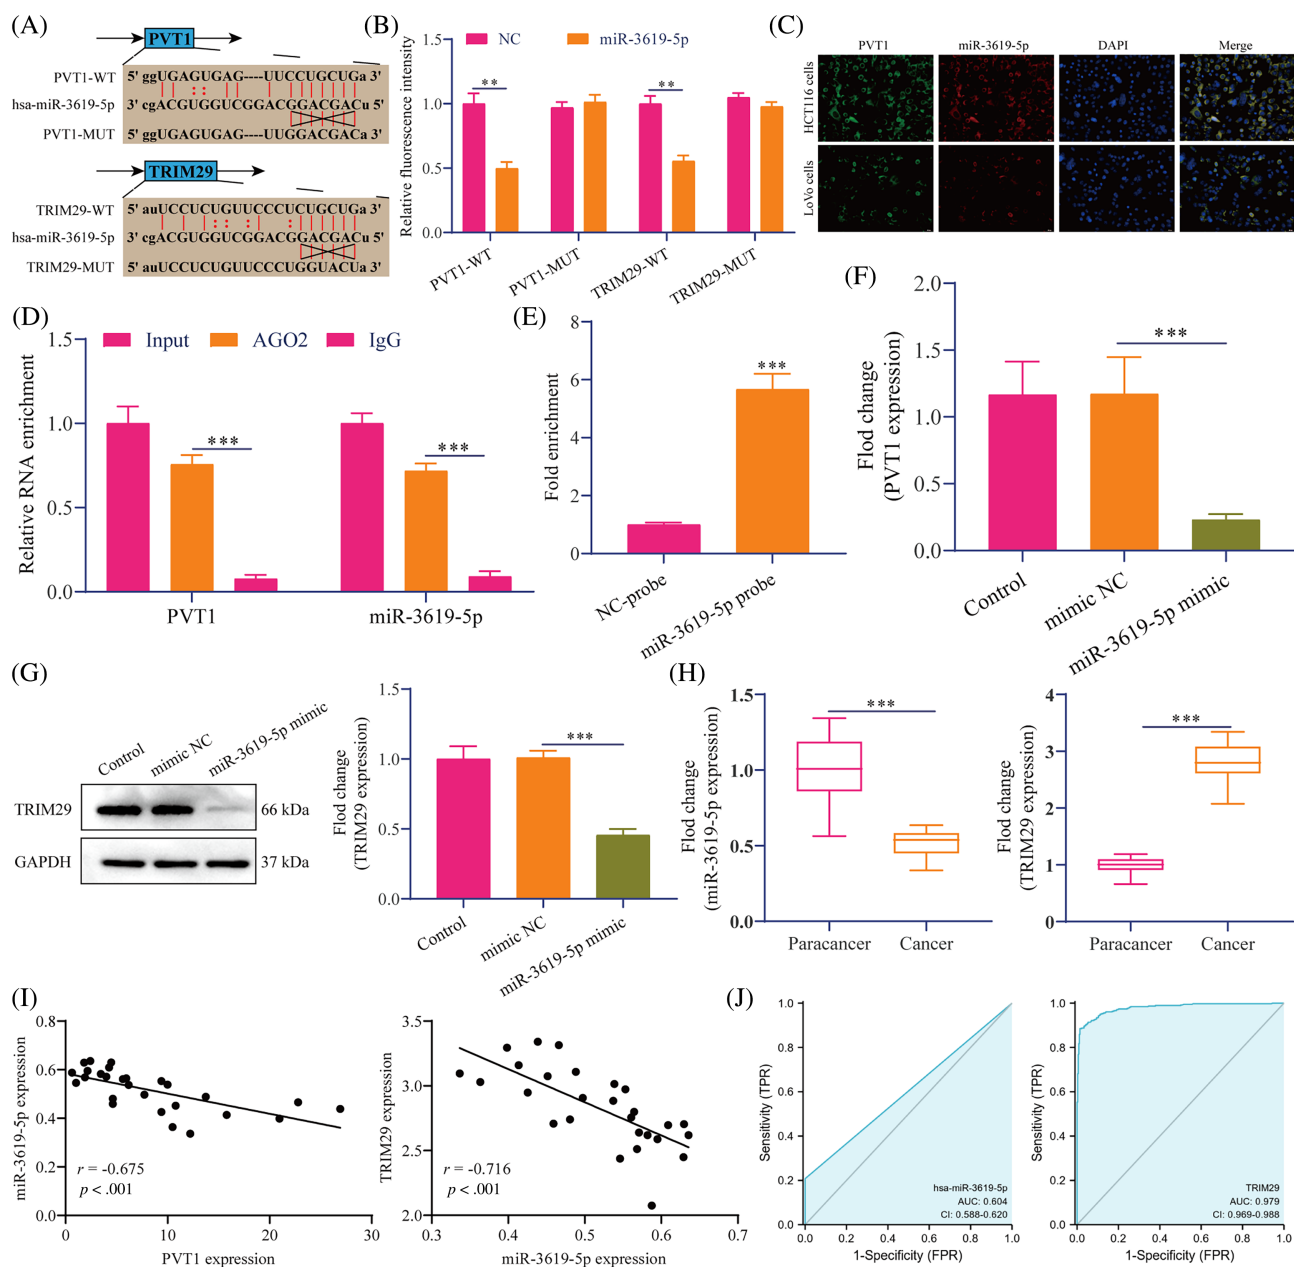 (A)
PVT1
PVT1-WT 5' ggUGAGUGAG----UUCCUGCUGa 3'
hsa-miR-3619-5p 3' cgACGUGGUCGGACGGACGACu 5'
PVT1-MUT 5' ggUGAGUGAG----UUGGACGACa 3'
TRIM29
TRIM29-WT 5' auUCCUCUGUUCCCUCUGCUGa 3'
hsa-miR-3619-5p 3' cgACGUGGUCGGACGGACGACu 5'
TRIM29-MUT 5' auUCCUCUGUUCCCUGGUACUa 3'
(B)
NC miR-3619-5p
Relative fluorescence intensity
1.5
1.0
0.5
0.0
** **
PVT1-WT PVT1-MUT TRIM29-WT TRIM29-MUT
(C)
PVT1 miR-3619-5p DAPI Merge
HCT116 cells
LoVo cells
(D)
Input AGO2 IgG
Relative RNA enrichment
1.5
1.0
0.5
0.0
*** ***
PVT1 miR-3619-5p
(E)
Fold enrichment
8
6
4
2
0
***
NC-probe miR-3619-5p probe
(F)
Flod change
(PVT1 expression)
2.0
1.5
1.0
0.5
0.0
***
Control mimic NC miR-3619-5p mimic
(G)
Control mimic NC miR-3619-5p mimic
TRIM29 66 kDa
GAPDH 37 kDa
Flod change
(TRIM29 expression)
1.5
1.0
0.5
0.0
***
Control mimic NC miR-3619-5p mimic
(H)
Flod change
(miR-3619-5p expression)
1.5
1.0
0.5
0.0
***
Paracancer Cancer
Flod change
(TRIM29 expression)
4
3
2
1
0
***
Paracancer Cancer
(I)
miR-3619-5p expression
0.8
0.6
0.4
0.2
0.0
r = -0.675
p < .001
0 10 20 30
PVT1 expression
TRIM29 expression
3.5
3.0
2.5
2.0
r = -0.716
p < .001
0.3 0.4 0.5 0.6 0.7
miR-3619-5p expression
(J)
Sensitivity (TPR)
1.0
0.8
0.6
0.4
0.2
0.0
hsa-miR-3619-5p
AUC: 0.604
CI: 0.588-0.620
0.0 0.2 0.4 0.6 0.8 1.0
1-Specificity (FPR)
Sensitivity (TPR)
1.0
0.8
0.6
0.4
0.2
0.0
TRIM29
AUC: 0.979
CI: 0.969-0.988
0.0 0.2 0.4 0.6 0.8 1.0
1-Specificity (FPR)